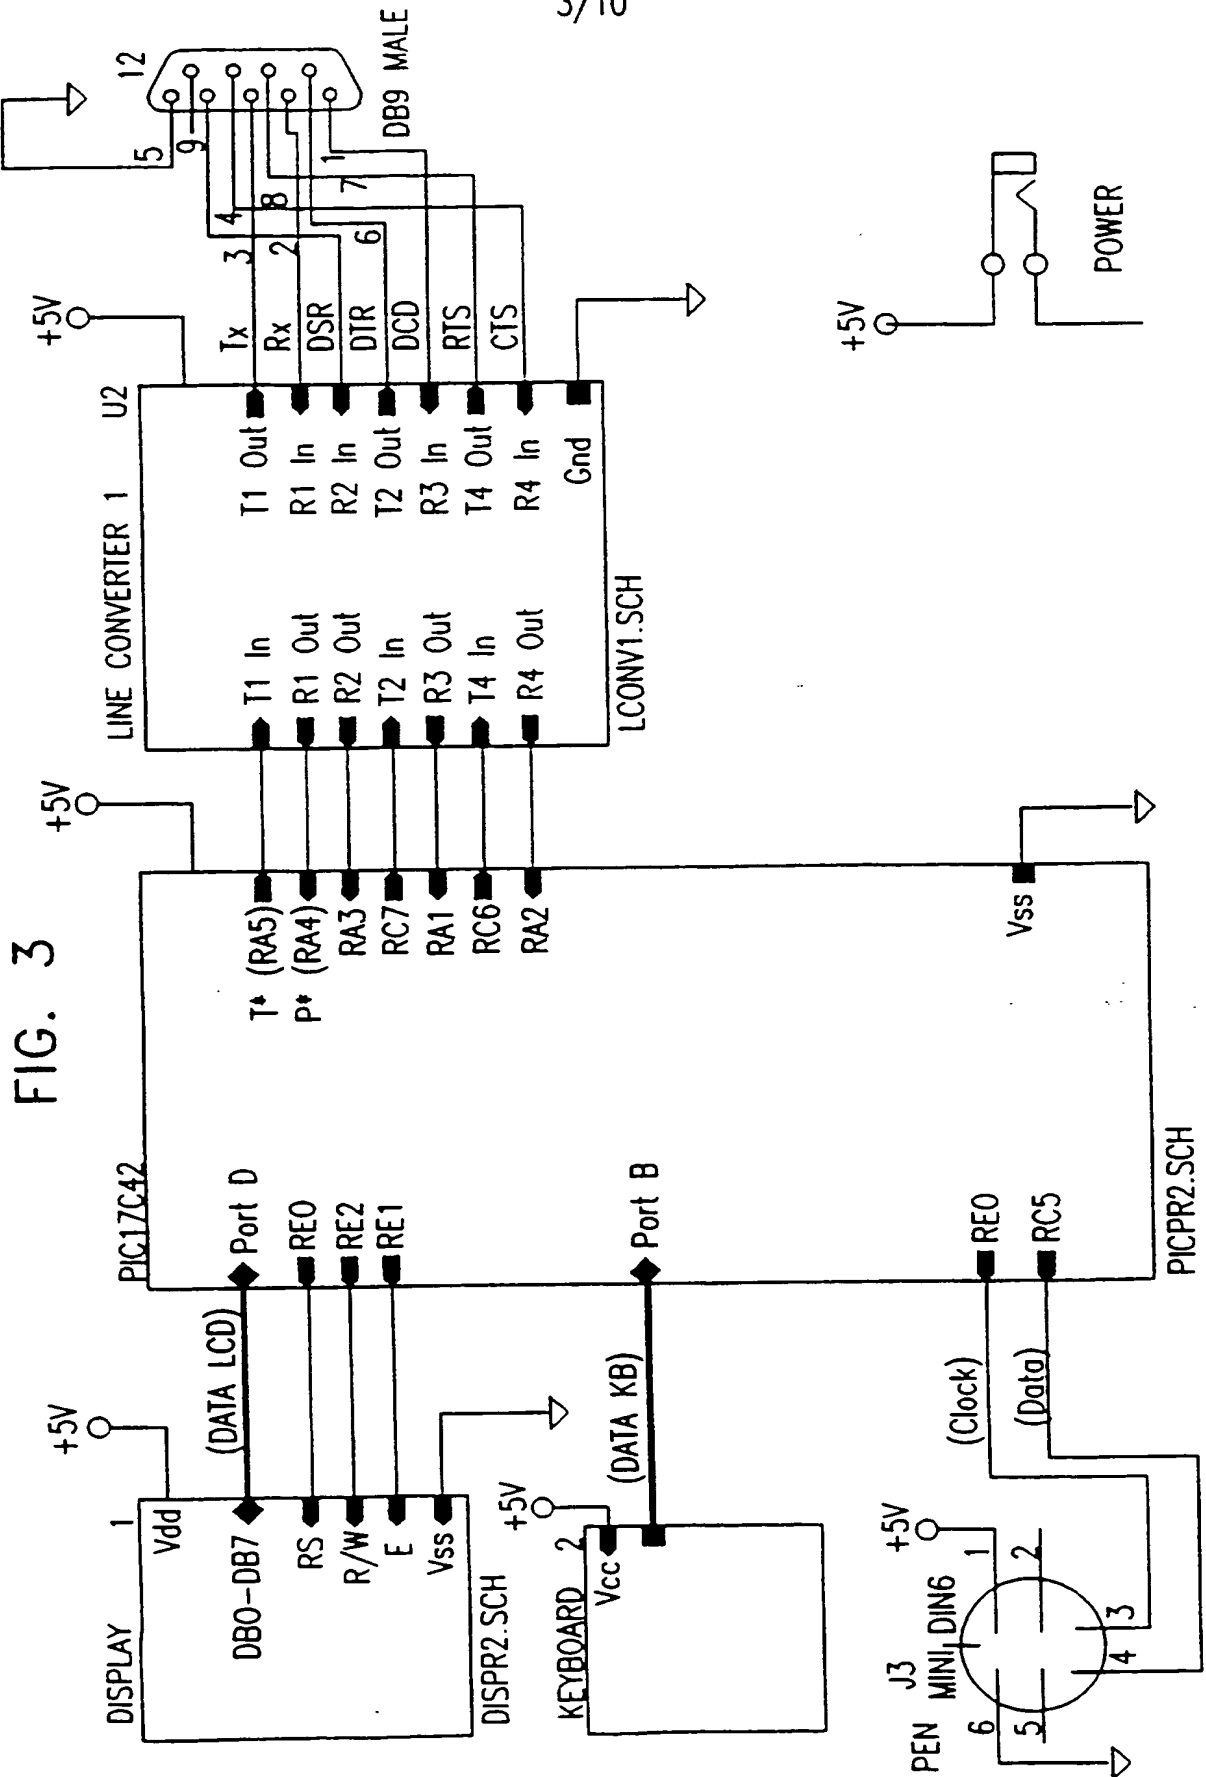 3/10
FIG. 3
DISPLAY
1
+5V
Vdd
DB0-DB7
(DATA LCD)
RS
R/W
E
Vss
DISPR2.SCH
KEYBOARD
2
+5V
Vcc
(DATA KB)
PEN
J3
MINI DIN6
+5V
1
2
3
4
5
6
(Clock)
(Data)
PIC17C42
+5V
Port D
RE0
RE2
RE1
Port B
RE0
RC5
T* (RA5)
P* (RA4)
RA3
RC7
RA1
RC6
RA2
Vss
PICPR2.SCH
LINE CONVERTER 1
U2
+5V
T1 In
T1 Out
R1 Out
R1 In
R2 Out
R2 In
T2 In
T2 Out
R3 Out
R3 In
T4 In
T4 Out
R4 Out
R4 In
Gnd
LCONV1.SCH
Tx
Rx
DSR
DTR
DCD
RTS
CTS
3
2
6
4
8
7
1
5
9
12
DB9 MALE
+5V
POWER